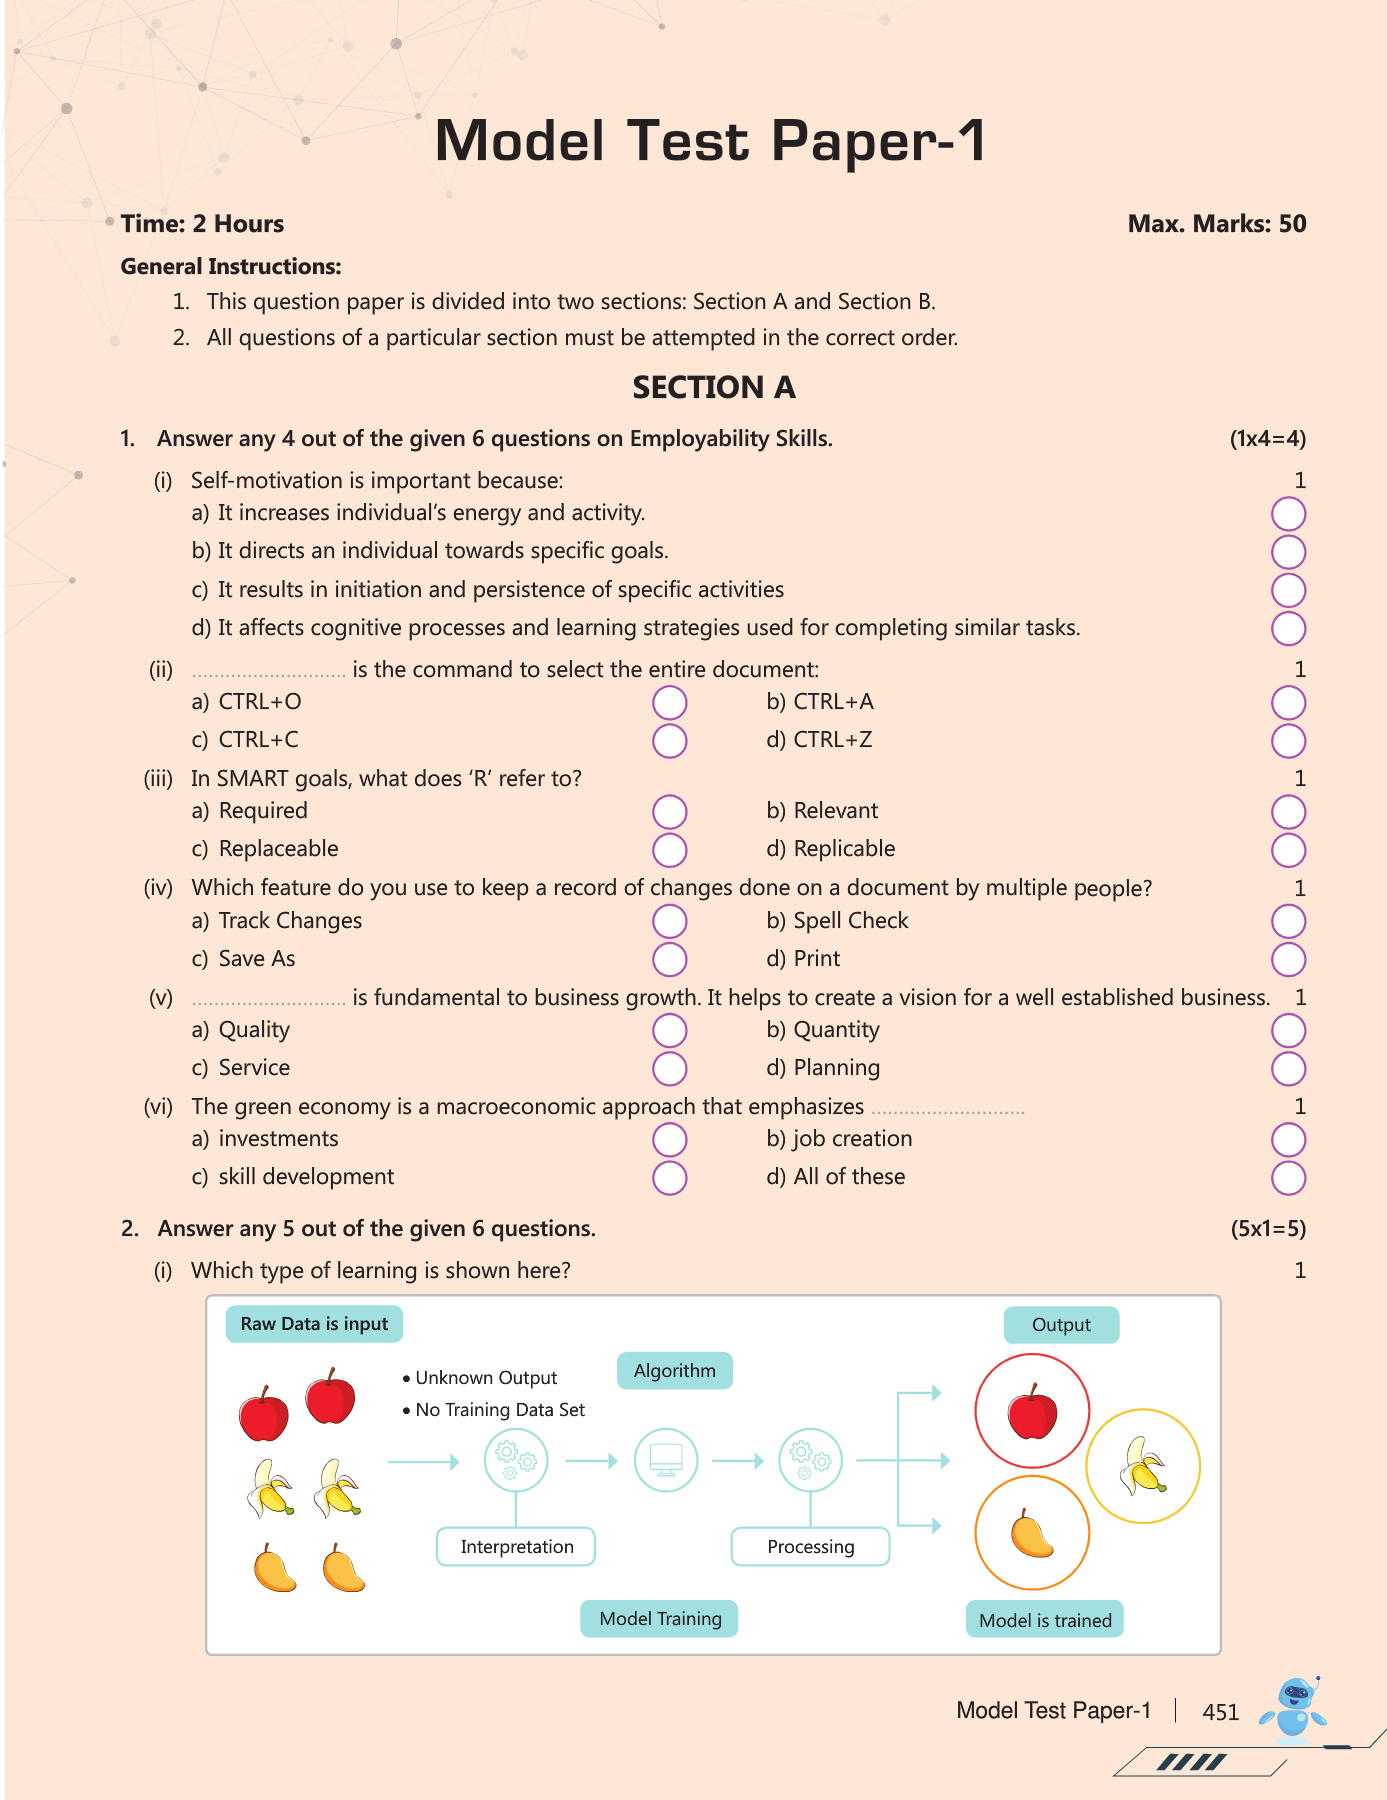 Model Test Paper-1
Time: 2 Hours Max. Marks: 50
General Instructions:
1. This question paper is divided into two sections: Section A and Section B.
2. All questions of a particular section must be attempted in the correct order.
SECTION A
1. Answer any 4 out of the given 6 questions on Employability Skills. (1x4=4)
(i) Self-motivation is important because: 1
a) It increases individual's energy and activity.
b) It directs an individual towards specific goals.
c) It results in initiation and persistence of specific activities
d) It affects cognitive processes and learning strategies used for completing similar tasks.
(ii) ............................ is the command to select the entire document: 1
a) CTRL+O b) CTRL+A
c) CTRL+C d) CTRL+Z
(iii) In SMART goals, what does 'R' refer to? 1
a) Required b) Relevant
c) Replaceable d) Replicable
(iv) Which feature do you use to keep a record of changes done on a document by multiple people? 1
a) Track Changes b) Spell Check
c) Save As d) Print
(v) ............................ is fundamental to business growth. It helps to create a vision for a well established business. 1
a) Quality b) Quantity
c) Service d) Planning
(vi) The green economy is a macroeconomic approach that emphasizes ............................ 1
a) investments b) job creation
c) skill development d) All of these
2. Answer any 5 out of the given 6 questions. (5x1=5)
(i) Which type of learning is shown here? 1
Raw Data is input
Output
• Unknown Output
Algorithm
• No Training Data Set
Interpretation
Processing
Model Training
Model is trained
Model Test Paper-1 | 451